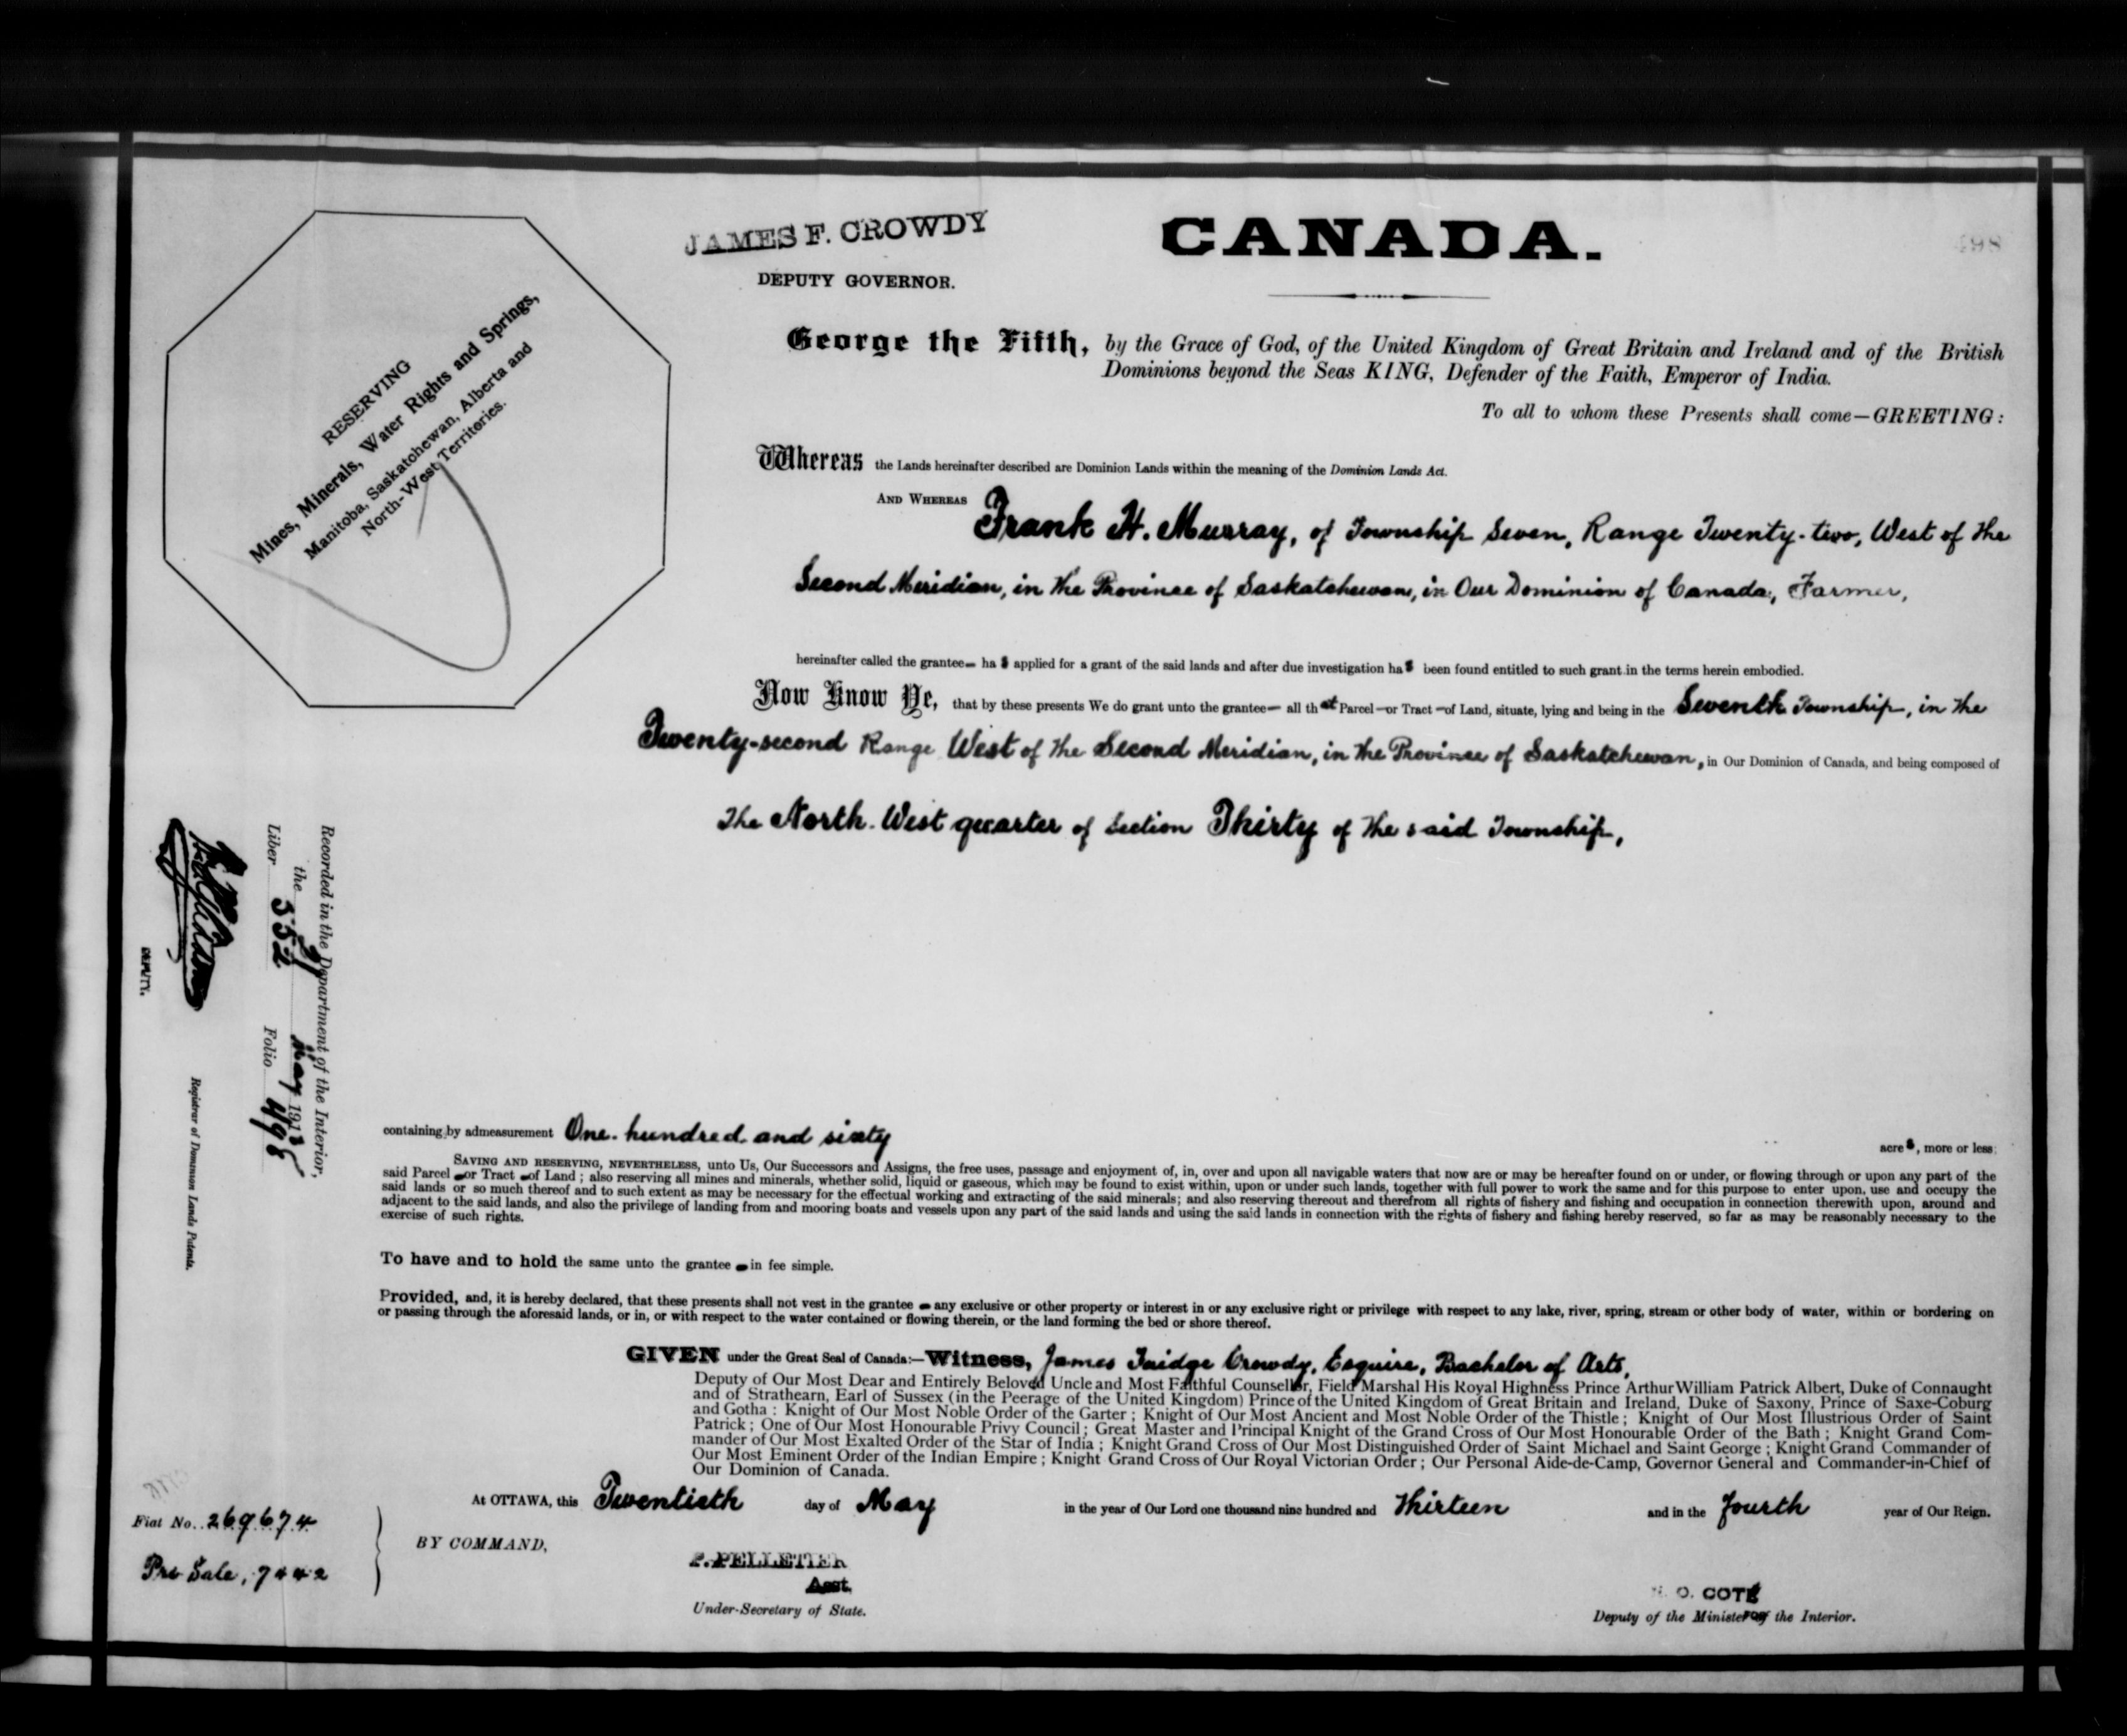 JAMES F. CROWDY
DEPUTY GOVERNOR.
CANADA.
498
RESERVING
Mines, Minerals, Water Rights and Springs,
Manitoba, Saskatchewan, Alberta and
North-West Territories.
George the Fifth, by the Grace of God, of the United Kingdom of Great Britain and Ireland and of the British
Dominions beyond the Seas KING, Defender of the Faith, Emperor of India.
To all to whom these Presents shall come—GREETING:
Whereas the Lands hereinafter described are Dominion Lands within the meaning of the Dominion Lands Act.
AND WHEREAS Frank H. Murray, of Township Seven, Range Twenty-two, West of the
Second Meridian, in the Province of Saskatchewan, in Our Dominion of Canada, Farmer,
hereinafter called the grantee— has applied for a grant of the said lands and after due investigation has been found entitled to such grant in the terms herein embodied.
Now Know Ye, that by these presents We do grant unto the grantee— all that Parcel—or Tract—of Land, situate, lying and being in the Seventh Township, in the
Twenty-second Range West of the Second Meridian, in the Province of Saskatchewan, in Our Dominion of Canada, and being composed of
The North-West quarter of Section Thirty of the said Township,
containing by admeasurement One hundred and sixty acres, more or less:
SAVING AND RESERVING, NEVERTHELESS, unto Us, Our Successors and Assigns, the free uses, passage and enjoyment of, in, over and upon all navigable waters that now are or may be hereafter found on or under, or flowing through or upon any part of the
said Parcel—or Tract—of Land; also reserving all mines and minerals, whether solid, liquid or gaseous, which may be found to exist within, upon or under such lands, together with full power to work the same and for this purpose to enter upon, use and occupy the
said lands or so much thereof and to such extent as may be necessary for the effectual working and extracting of the said minerals; and also reserving thereout and therefrom all rights of fishery and fishing and occupation in connection therewith upon, around and
adjacent to the said lands, and also the privilege of landing from and mooring boats and vessels upon any part of the said lands and using the said lands in connection with the rights of fishery and fishing hereby reserved, so far as may be reasonably necessary to the
exercise of such rights.
To have and to hold the same unto the grantee—in fee simple.
Provided, and, it is hereby declared, that these presents shall not vest in the grantee—any exclusive or other property or interest in or any exclusive right or privilege with respect to any lake, river, spring, stream or other body of water, within or bordering on
or passing through the aforesaid lands, or in, or with respect to the water contained or flowing therein, or the land forming the bed or shore thereof.
GIVEN under the Great Seal of Canada:—Witness, James Fuidge Crowdy, Esquire, Bachelor of Arts,
Deputy of Our Most Dear and Entirely Beloved Uncle and Most Faithful Counsellor, Field Marshal His Royal Highness Prince Arthur William Patrick Albert, Duke of Connaught
and of Strathearn, Earl of Sussex (in the Peerage of the United Kingdom) Prince of the United Kingdom of Great Britain and Ireland, Duke of Saxony, Prince of Saxe-Coburg
and Gotha: Knight of Our Most Noble Order of the Garter; Knight of Our Most Ancient and Most Noble Order of the Thistle; Knight of Our Most Illustrious Order of Saint
Patrick; One of Our Most Honourable Privy Council; Great Master and Principal Knight of the Grand Cross of Our Most Honourable Order of the Bath; Knight Grand Com-
mander of Our Most Exalted Order of the Star of India; Knight Grand Cross of Our Most Distinguished Order of Saint Michael and Saint George; Knight Grand Commander of
Our Most Eminent Order of the Indian Empire; Knight Grand Cross of Our Royal Victorian Order; Our Personal Aide-de-Camp, Governor General and Commander-in-Chief of
Our Dominion of Canada.
At OTTAWA, this Twentieth day of May in the year of Our Lord one thousand nine hundred and Thirteen and in the fourth year of Our Reign.
BY COMMAND,
P. PELLETIER
Asst.
Under-Secretary of State.
O. COTÉ
Deputy of the Minister of the Interior.
Fiat No. 269674
Pre Sale, 7442
Recorded in the Department of the Interior,
the 21 May 1913
Liber 552 Folio 498
DEPUTY. Registrar of Dominion Lands Patents.